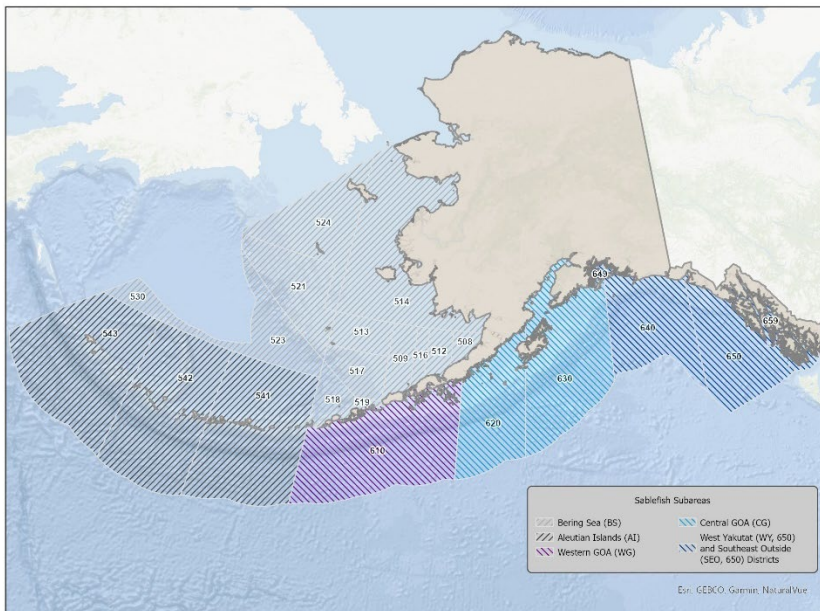 524
521
530
514
543
513
523
542
517
509
516
512
508
541
518
519
610
620
630
649
640
650
659
Sablefish Subareas
Bering Sea (BS)
Aleutian Islands (AI)
Western GOA (WG)
Central GOA (CG)
West Yakutat (WY, 650)
and Southeast Outside
(SEO, 650) Districts
Esri, GEBCO, Garmin, NaturalVue